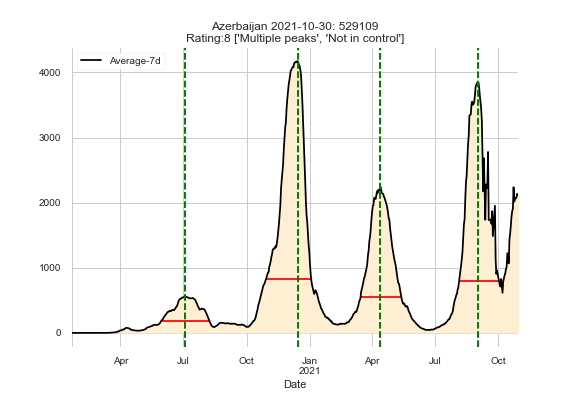 Azerbaijan 2021-10-30: 529109
Rating:8 ['Multiple peaks', 'Not in control']
Average-7d
4000
3000
2000
1000
0
Apr
Jul
Oct
Jan
2021
Apr
Jul
Oct
Date